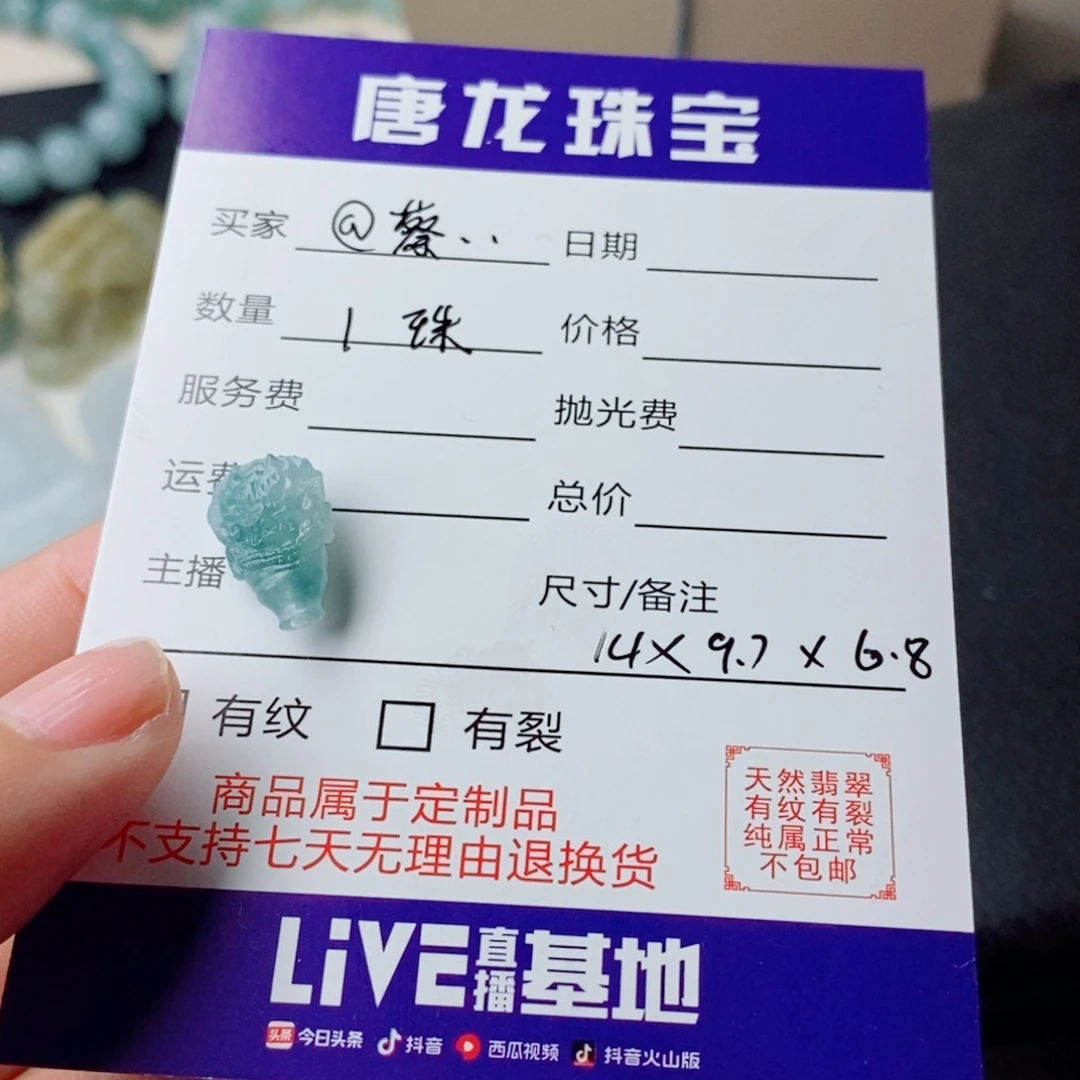 唐龙珠宝
买家 @蔡.. 日期
数量 1 珠 价格
服务费 抛光费
运费 总价
主播 尺寸/备注
14×9.7×6.8
有纹 有裂
商品属于定制品
不支持七天无理由退换货
天然翡翠
有纹有裂
纯属正常
不包邮
LiVE直播基地
头条 今日头条 抖音 西瓜视频 抖音火山版